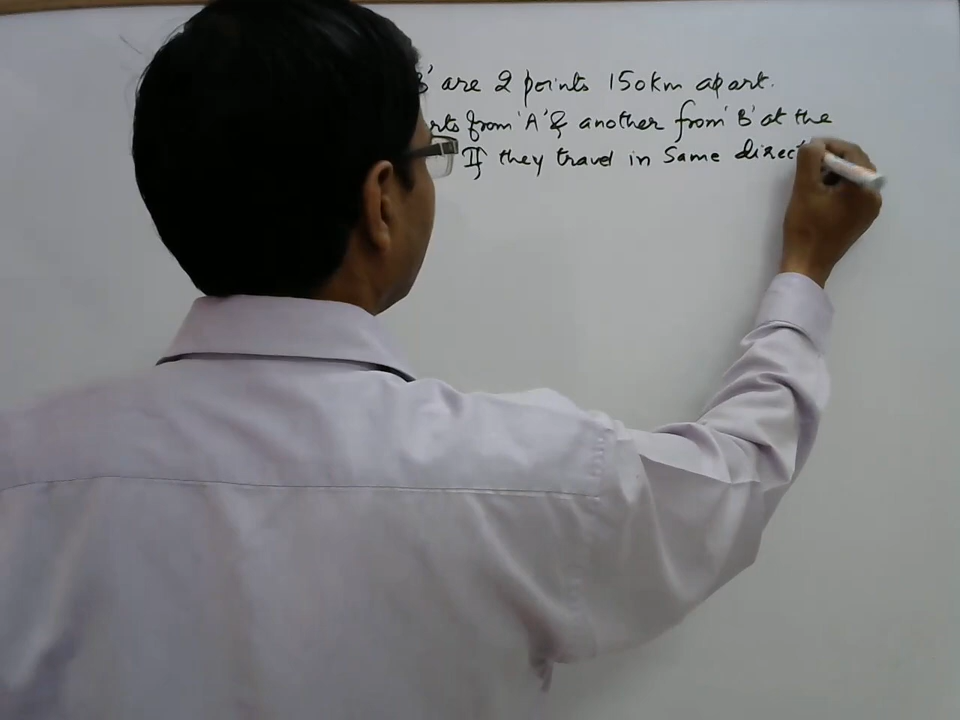 B' are 2 points 150km apart.
rts from 'A' & another from 'B' at the
If they travel in Same direct